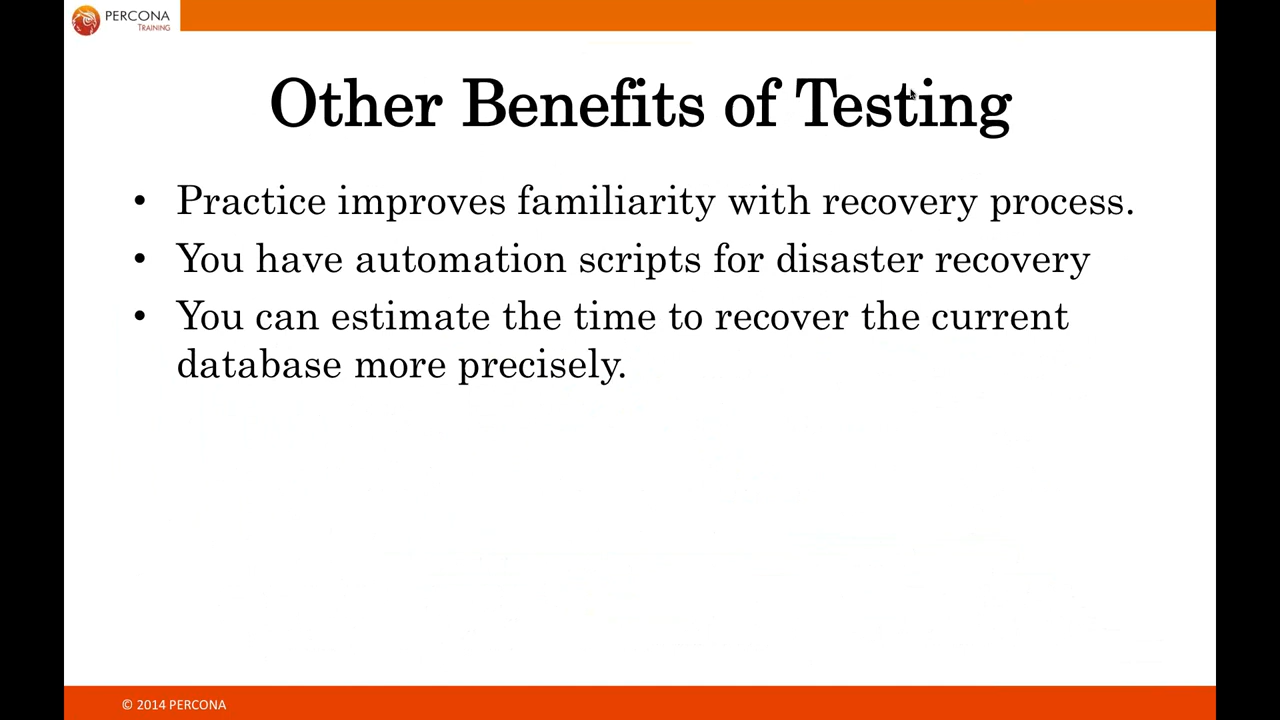 PERCONA
TRAINING
Other Benefits of Testing
• Practice improves familiarity with recovery process.
• You have automation scripts for disaster recovery
• You can estimate the time to recover the current
database more precisely.
© 2014 PERCONA